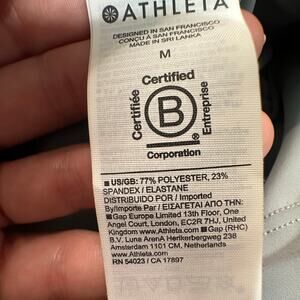 ATHLETA
DESIGNED IN SAN FRANCISCO
CONÇU À SAN FRANCISCO
MADE IN SRI LANKA
M
Certified
Certifiée
B
Entreprise
Corporation
■ US/GB: 77% POLYESTER, 23%
SPANDEX / ELASTANE
DISTRIBUIDO POR / Imported
By/Importe Par / ΕΙΣΑΓΕΤΑΙ ΑΠΟ ΤΗΝ:
■ Gap Europe Limited 13th Floor, One
Angel Court, London, EC2R 7HJ, United
Kingdom www.Athleta.com ■ Gap (RHC)
B.V. Luna ArenA Herikerbergweg 238
Amsterdam 1101 CM, Netherlands
www.Athleta.com
RN 54023 / CA 17897